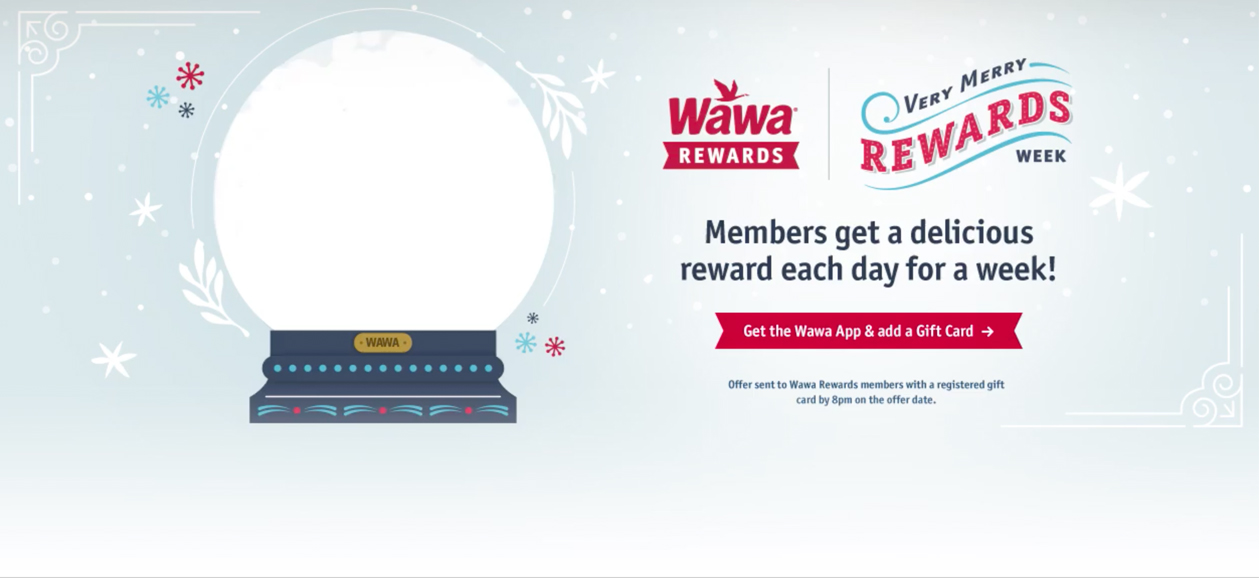 WAWA
Wawa
REWARDS
VERY MERRY
REWARDS
WEEK
Members get a delicious
reward each day for a week!
Get the Wawa App & add a Gift Card →
Offer sent to Wawa Rewards members with a registered gift
card by 8pm on the offer date.